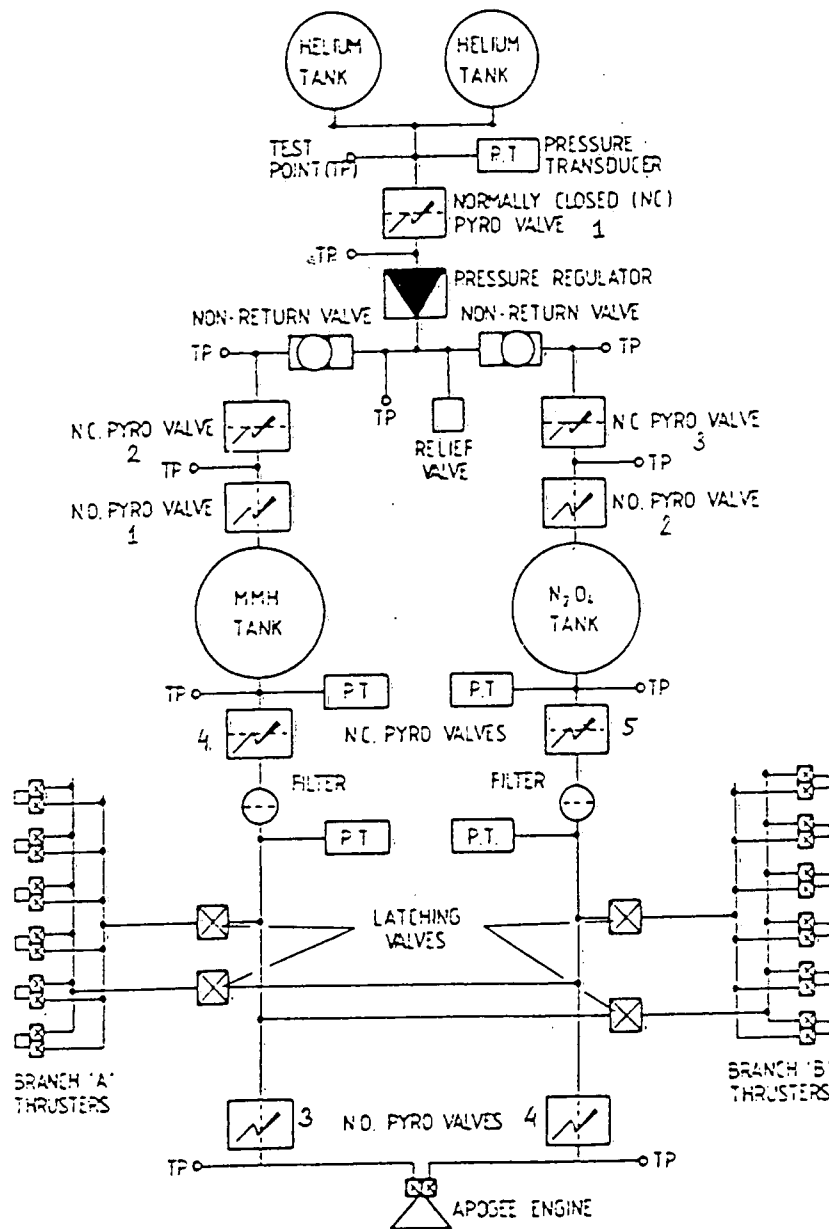 HELIUM
TANK
HELIUM
TANK
TEST
POINT (TP)
P.T
PRESSURE
TRANSDUCER
NORMALLY CLOSED (NC)
PYRO VALVE 1
TP
PRESSURE REGULATOR
NON-RETURN VALVE
NON-RETURN VALVE
TP
TP
TP
N.C. PYRO VALVE
2
RELIEF
VALVE
N.C PYRO VALVE
3
TP
TP
N.O. PYRO VALVE
1
N.O. PYRO VALVE
2
MMH
TANK
N₂O₄
TANK
TP
P.T
P.T
TP
4.
N.C. PYRO VALVES
5
FILTER
FILTER
P.T
P.T.
LATCHING
VALVES
BRANCH 'A'
THRUSTERS
BRANCH 'B'
THRUSTERS
3
N.O. PYRO VALVES
4
TP
TP
APOGEE ENGINE